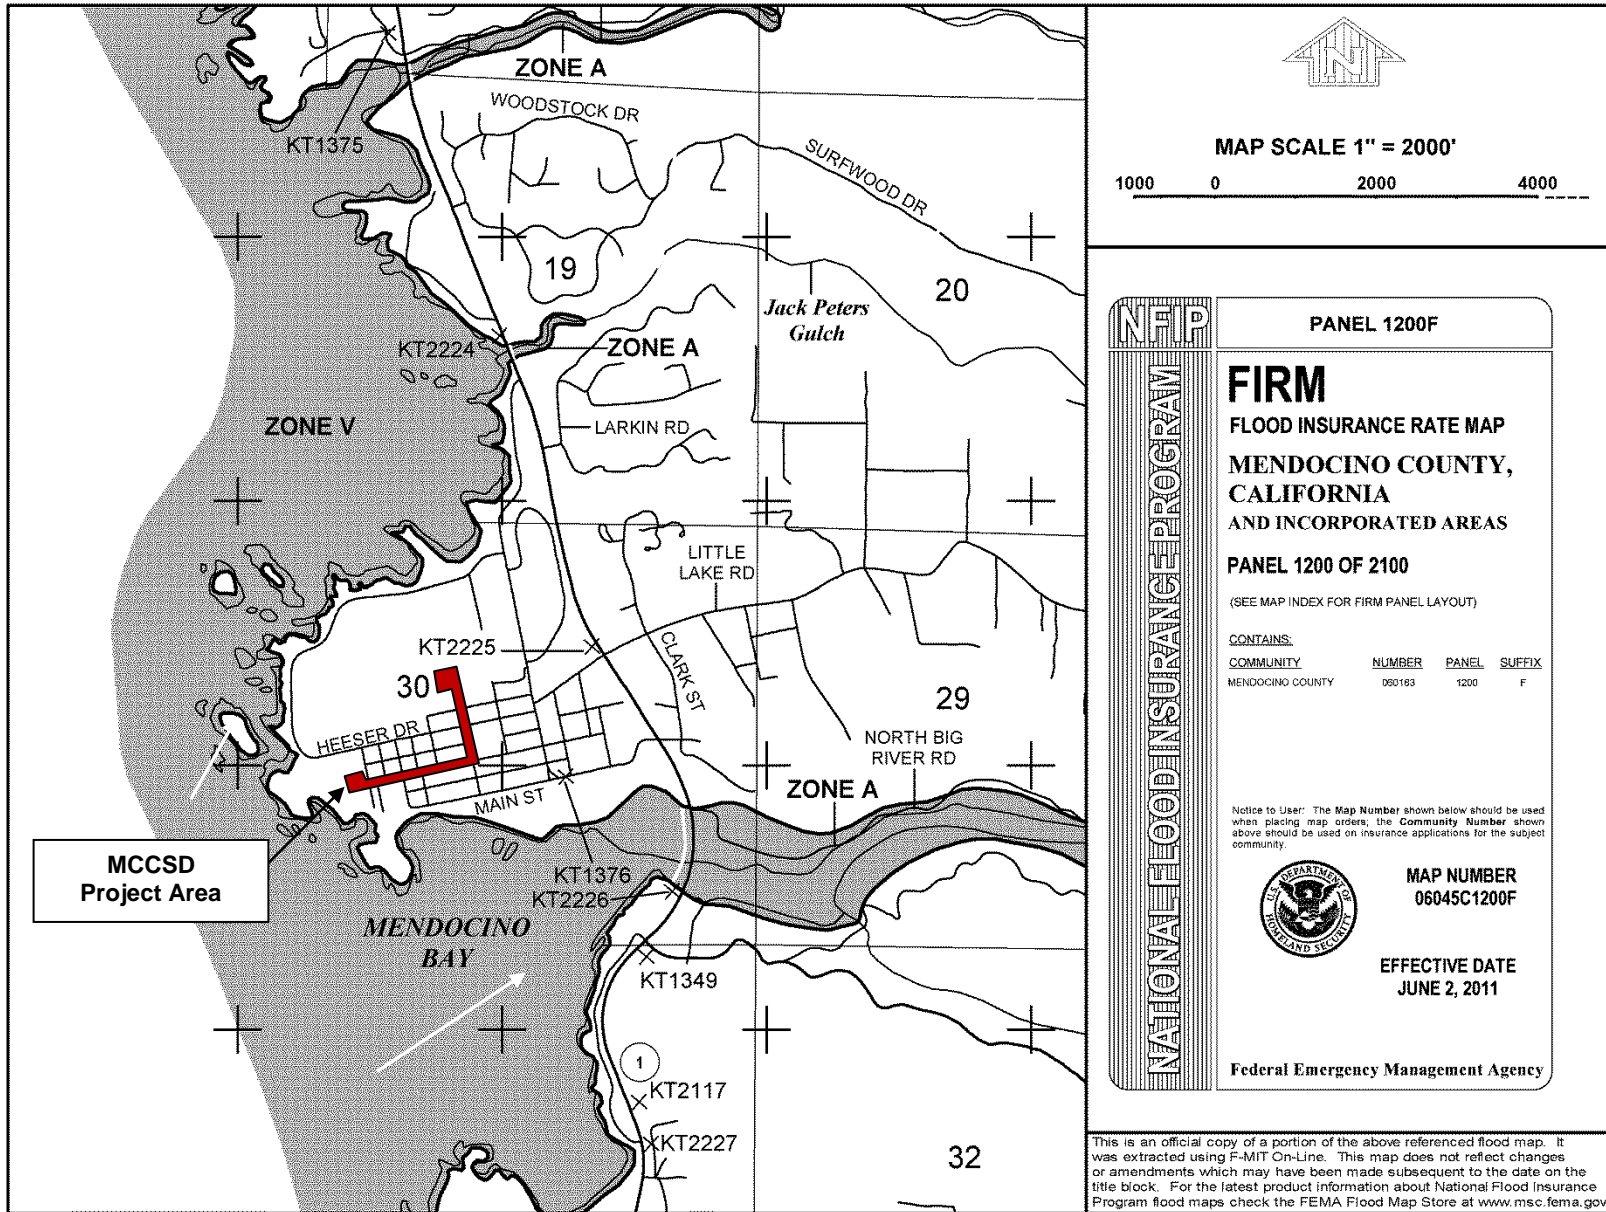 ZONE A
WOODSTOCK DR
KT1375
SURFWOOD DR
19
20
Jack Peters
Gulch
KT2224
ZONE A
ZONE V
LARKIN RD
LITTLE
LAKE RD
KT2225
CLARK ST
30
29
HEESER DR
NORTH BIG
RIVER RD
MAIN ST
ZONE A
MCCSD
Project Area
KT1376
KT2226
MENDOCINO
BAY
KT1349
1
KT2117
KT2227
32
N
MAP SCALE 1" = 2000'
1000 0 2000 4000
NFIP
NATIONAL FLOOD INSURANCE PROGRAM
PANEL 1200F
FIRM
FLOOD INSURANCE RATE MAP
MENDOCINO COUNTY,
CALIFORNIA
AND INCORPORATED AREAS
PANEL 1200 OF 2100
(SEE MAP INDEX FOR FIRM PANEL LAYOUT)
CONTAINS:
COMMUNITY NUMBER PANEL SUFFIX
MENDOCINO COUNTY 060183 1200 F
Notice to User: The Map Number shown below should be used
when placing map orders; the Community Number shown
above should be used on insurance applications for the subject
community.
U.S. DEPARTMENT OF
HOMELAND SECURITY
MAP NUMBER
06045C1200F
EFFECTIVE DATE
JUNE 2, 2011
Federal Emergency Management Agency
This is an official copy of a portion of the above referenced flood map. It
was extracted using F-MIT On-Line. This map does not reflect changes
or amendments which may have been made subsequent to the date on the
title block. For the latest product information about National Flood Insurance
Program flood maps check the FEMA Flood Map Store at www.msc.fema.gov